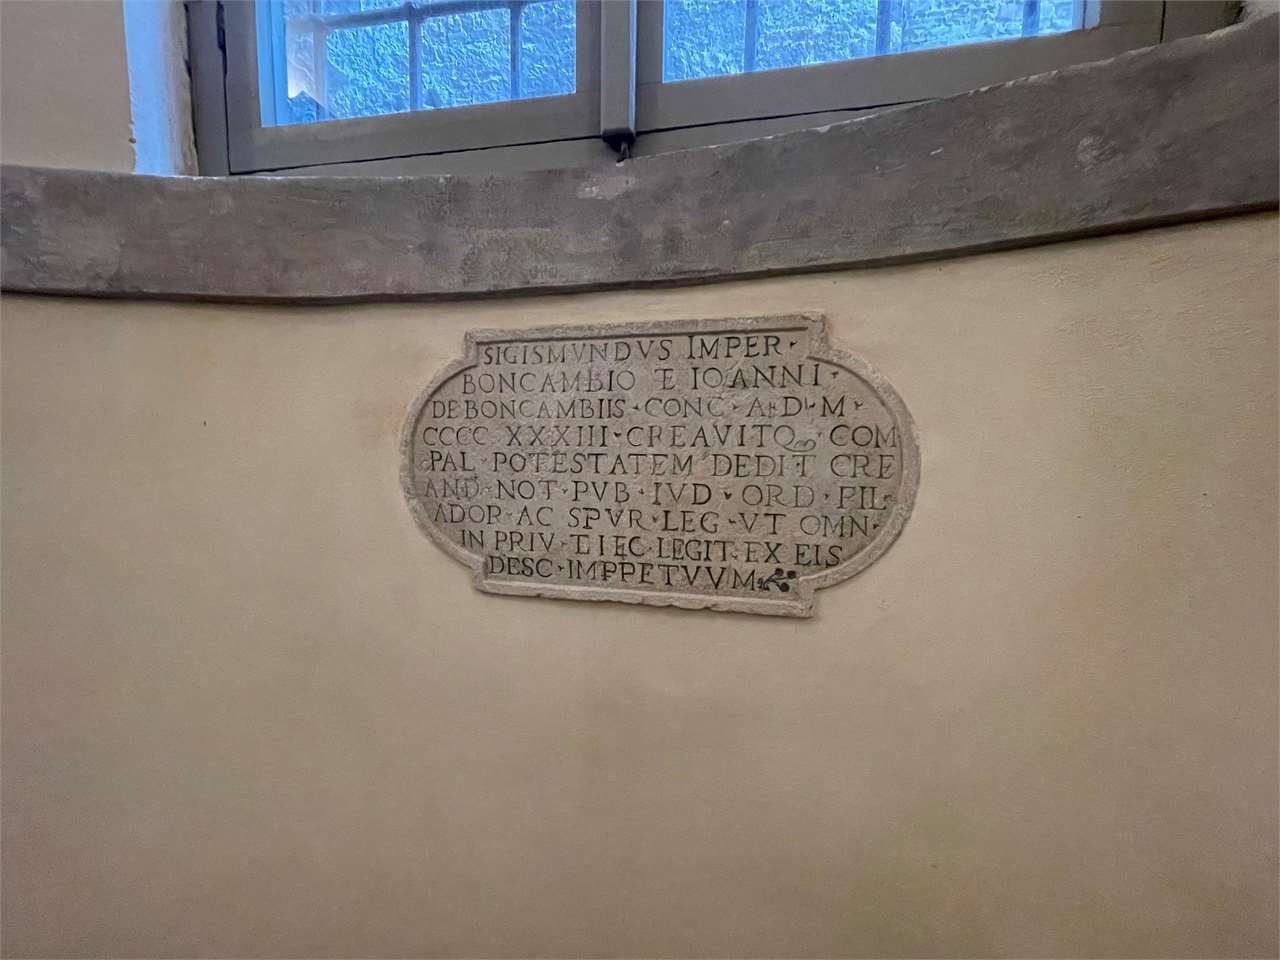 SIGISMVNDVS IMPER·
BONCAMBIO E IOANNI·
DE BONCAMBIIS·CONC·A·D·M·
CCCC XXXIII·CREAVITQ·COM
PAL·POTESTATEM DEDIT CRE
AND·NOT·PVB·IVD·ORD·FIL·
ADOR·AC SPVR·LEG·VT OMN·
IN PRIV·E IEC·LEGIT·EX EIS
DESC·IMPPETVVM